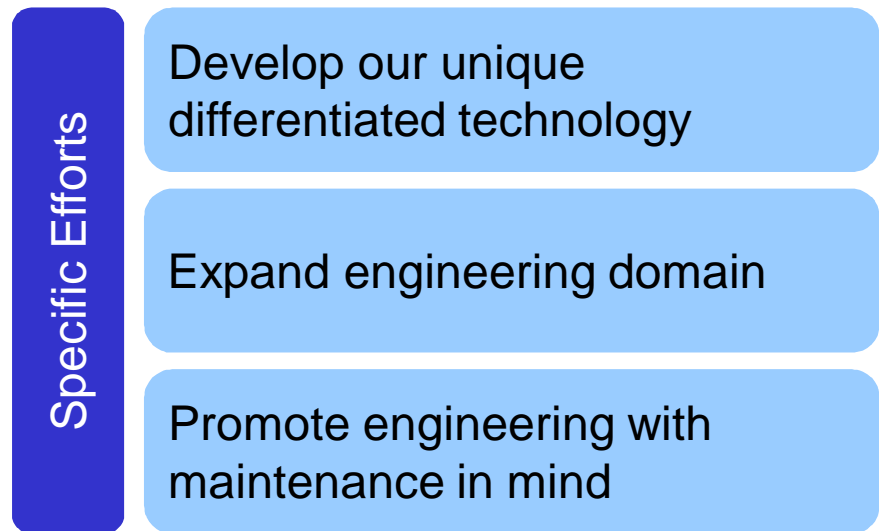 Specific Efforts
Develop our unique
differentiated technology
Expand engineering domain
Promote engineering with
maintenance in mind